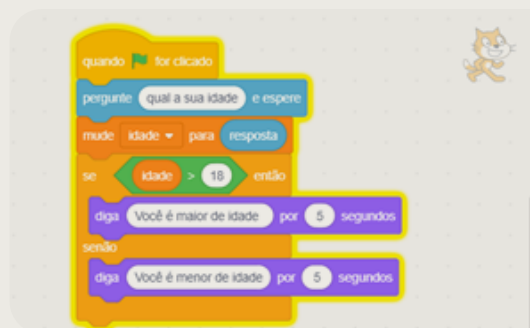 quando for clicado
pergunte qual a sua idade e espere
mude idade para resposta
se idade > 18 então
diga Você é maior de idade por 5 segundos
senão
diga Você é menor de idade por 5 segundos